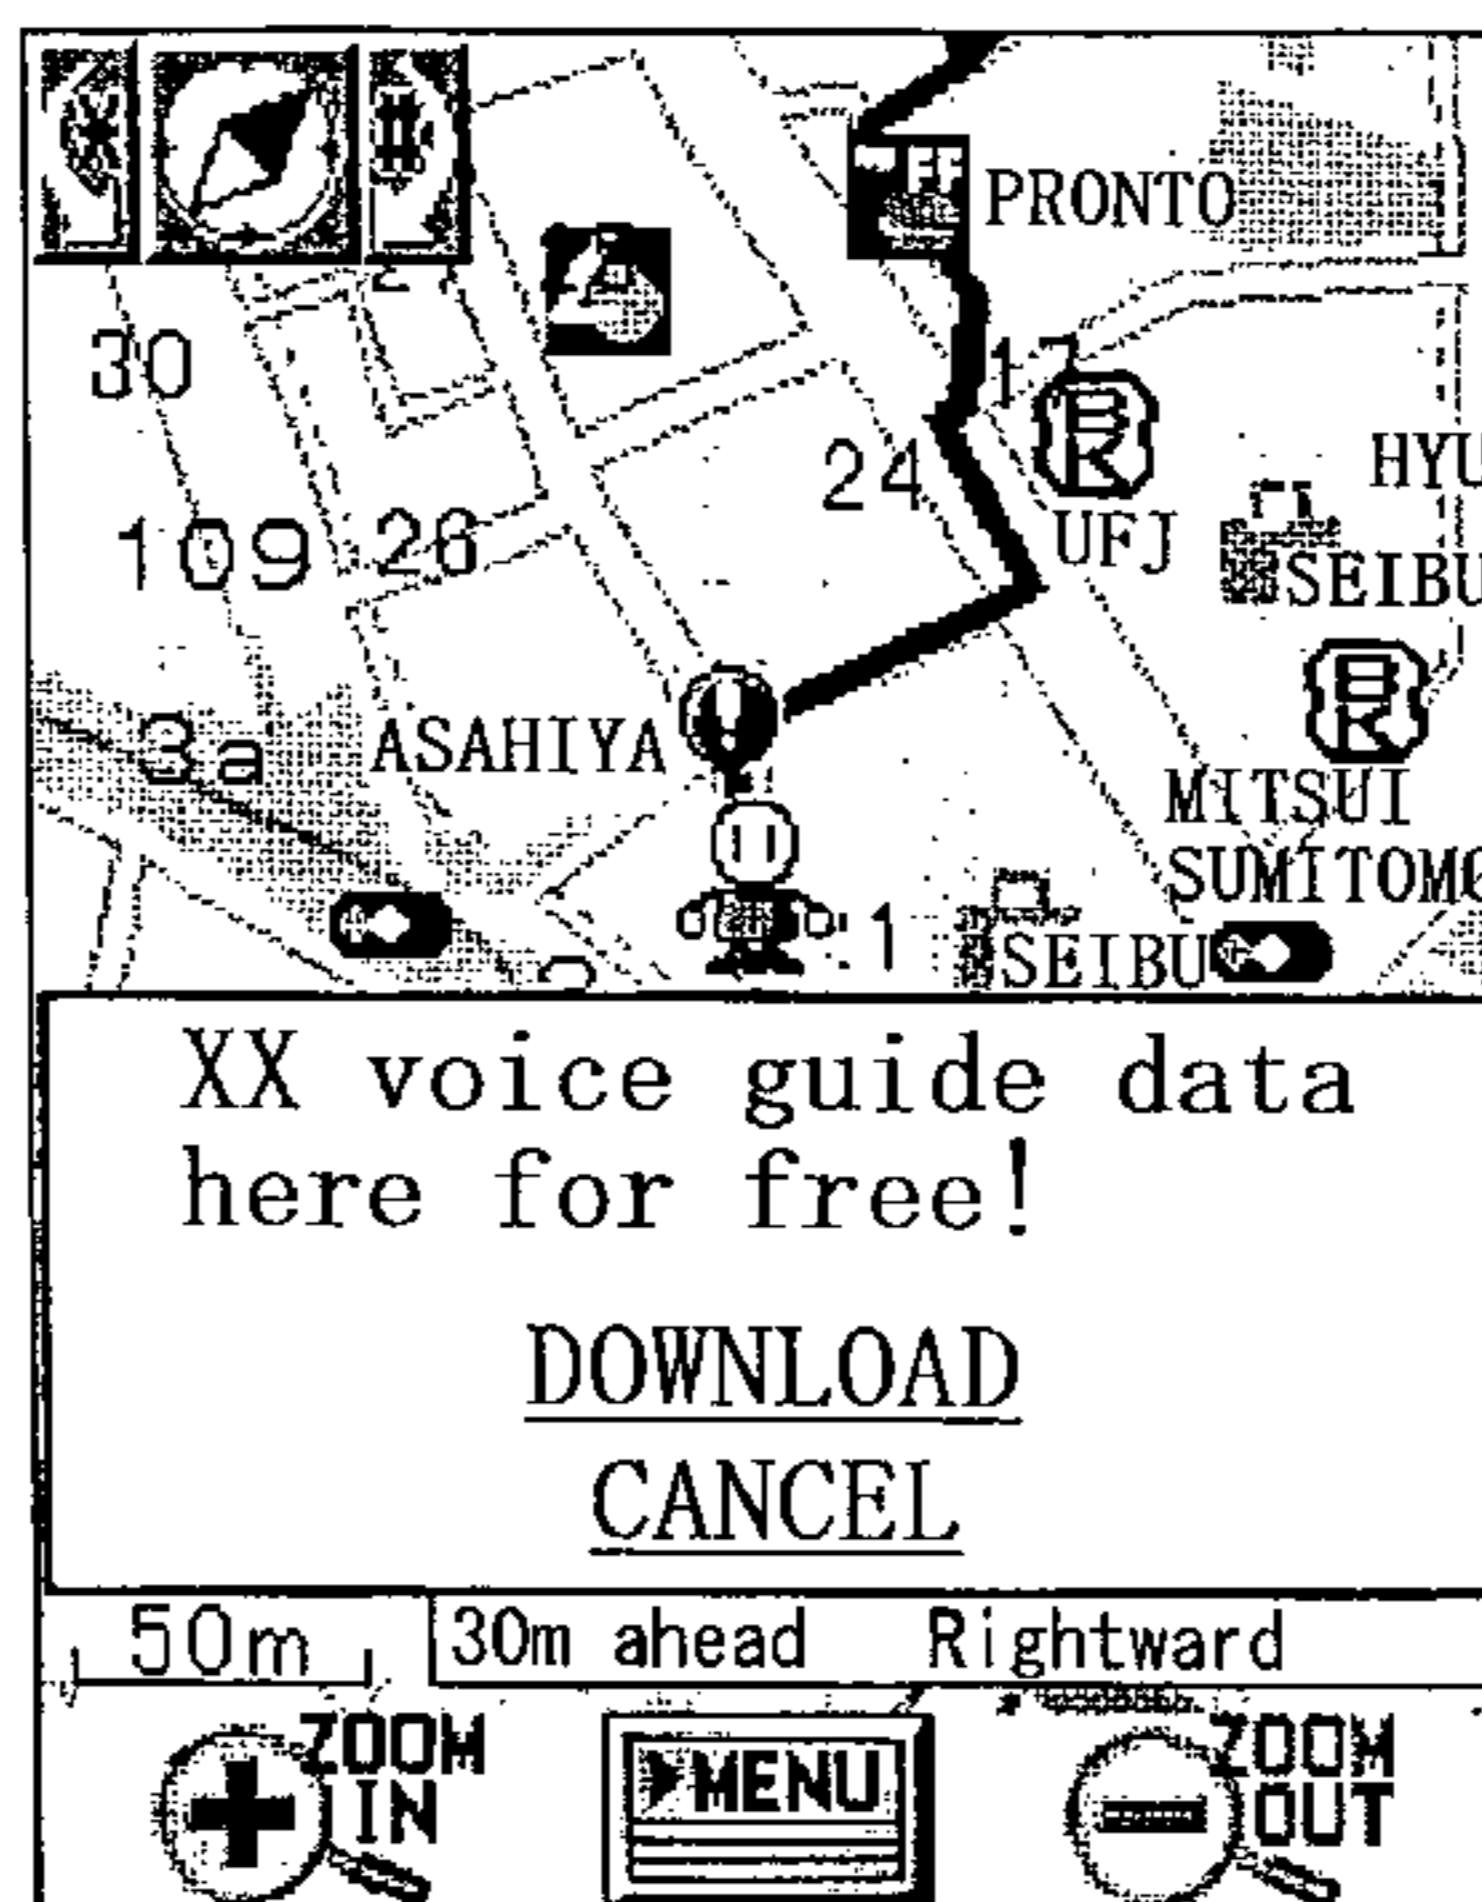 PRONTO
30
17
24
HYU
UFJ
109
26
SEIBU
3a
ASAHIYA
MITSUI
SUMITOMO
1
SEIBU
XX voice guide data
here for free!
DOWNLOAD
CANCEL
50m
30m ahead Rightward
ZOOM
IN
MENU
ZOOM
OUT